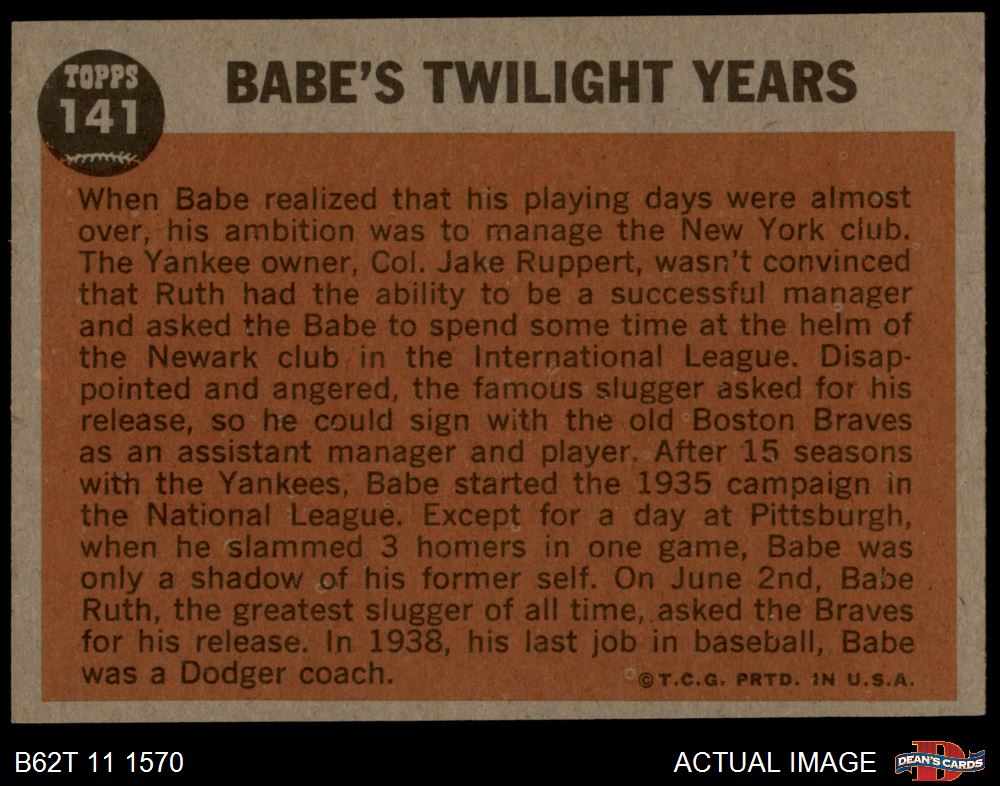 TOPPS
141
BABE'S TWILIGHT YEARS
When Babe realized that his playing days were almost
over, his ambition was to manage the New York club.
The Yankee owner, Col. Jake Ruppert, wasn't convinced
that Ruth had the ability to be a successful manager
and asked the Babe to spend some time at the helm of
the Newark club in the International League. Disap-
pointed and angered, the famous slugger asked for his
release, so he could sign with the old Boston Braves
as an assistant manager and player. After 15 seasons
with the Yankees, Babe started the 1935 campaign in
the National League. Except for a day at Pittsburgh,
when he slammed 3 homers in one game, Babe was
only a shadow of his former self. On June 2nd, Babe
Ruth, the greatest slugger of all time, asked the Braves
for his release. In 1938, his last job in baseball, Babe
was a Dodger coach.
©T.C.G. PRTD. IN U.S.A.
B62T 11 1570
ACTUAL IMAGE
D
DEAN'S CARDS